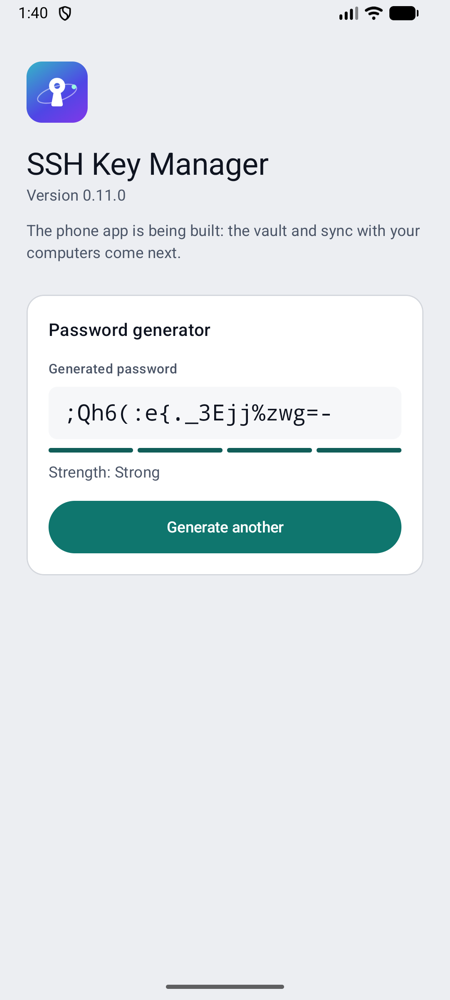 1:40
SSH Key Manager
Version 0.11.0
The phone app is being built: the vault and sync with your
computers come next.
Password generator
Generated password
;Qh6(:e{._3Ejj%zwg=-
Strength: Strong
Generate another